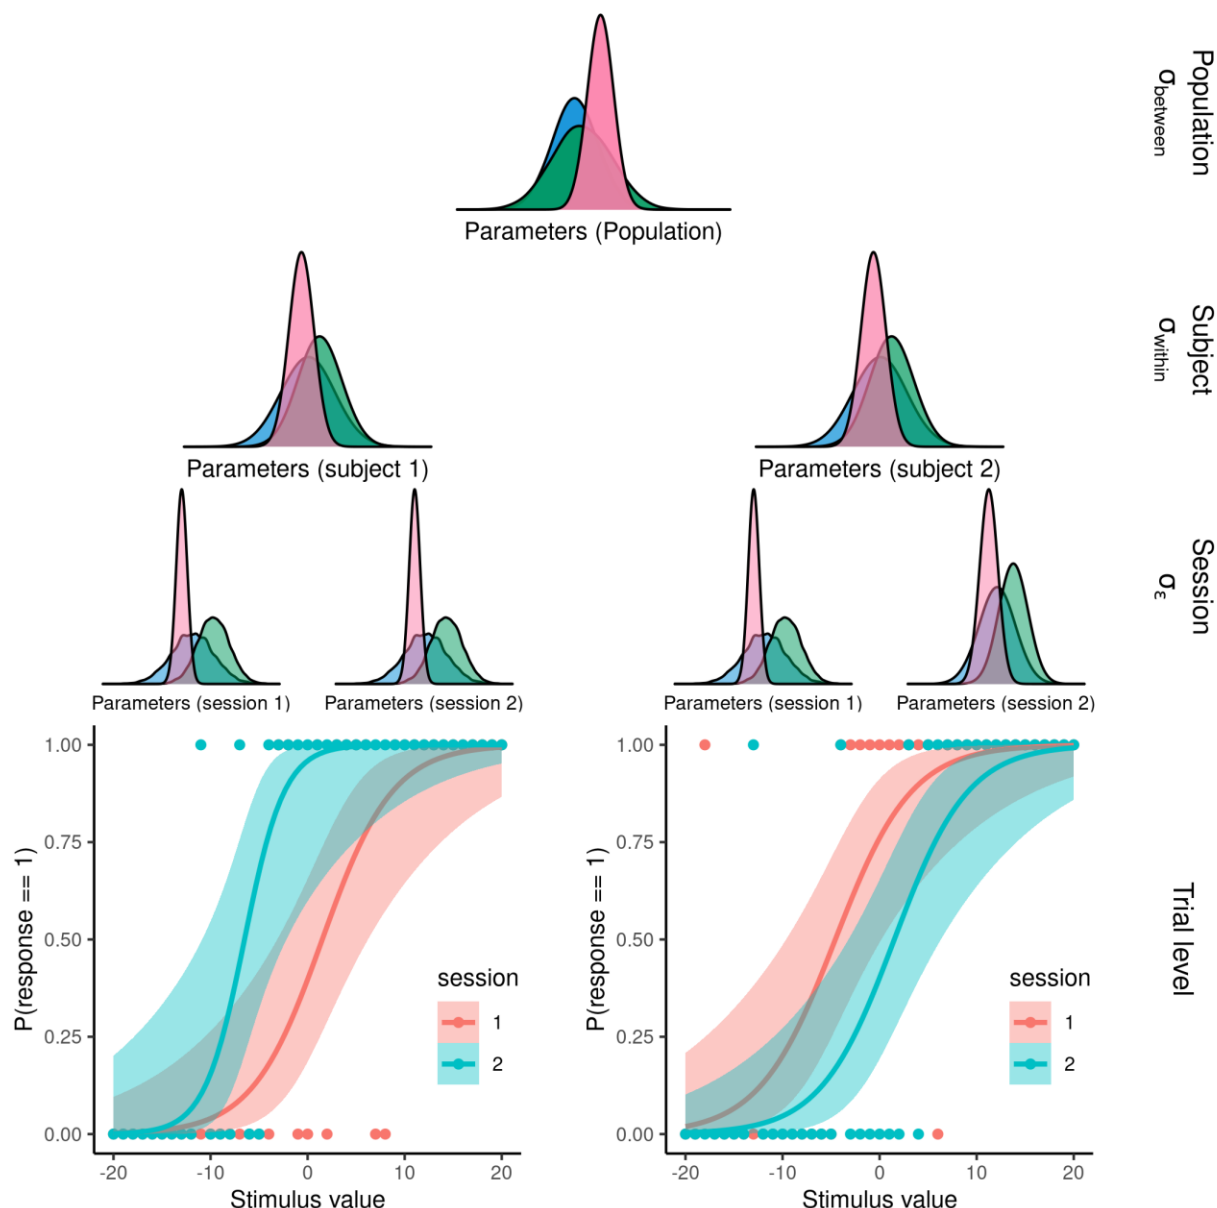 Population
σbetween
Parameters (Population)
Subject
σwithin
Parameters (subject 1)
Parameters (subject 2)
Session
σε
Parameters (session 1)
Parameters (session 2)
Parameters (session 1)
Parameters (session 2)
Trial level
P(response == 1)
1.00
0.75
0.50
0.25
0.00
session
1
2
-20
-10
0
10
20
Stimulus value
P(response == 1)
1.00
0.75
0.50
0.25
0.00
session
1
2
-20
-10
0
10
20
Stimulus value